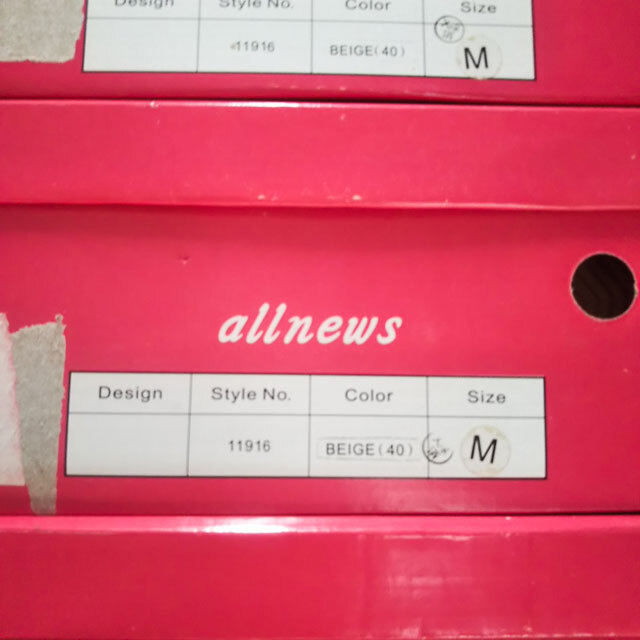 Design Style No. Color Size
11916 BEIGE(40) M
allnews
Design Style No. Color Size
11916 BEIGE(40) M